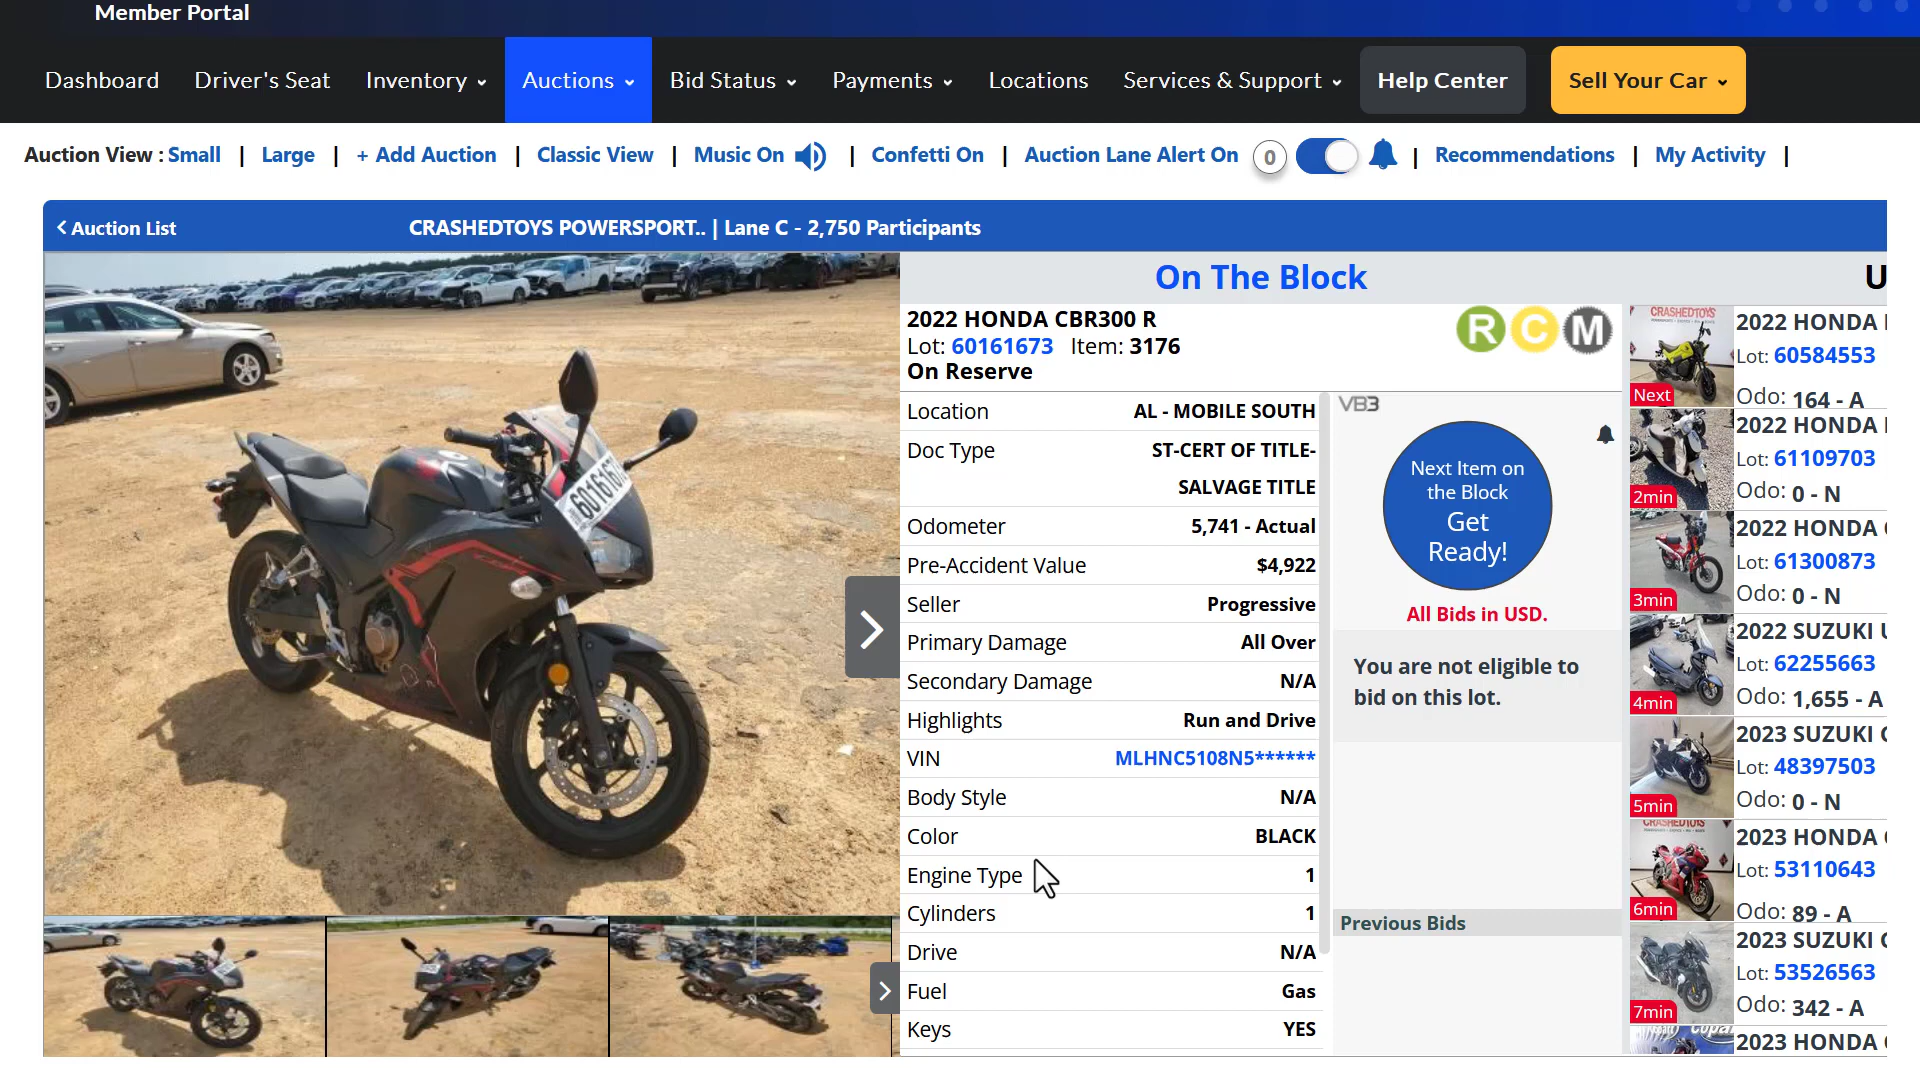 Member Portal
Dashboard Driver's Seat Inventory Auctions Bid Status Payments Locations Services & Support Help Center Sell Your Car
Auction View : Small | Large | + Add Auction | Classic View | Music On | Confetti On | Auction Lane Alert On 0 | Recommendations | My Activity |
Auction List
CRASHEDTOYS POWERSPORT.. | Lane C - 2,750 Participants
On The Block
U
2022 HONDA CBR300 R
Lot: 60161673 Item: 3176
On Reserve
R C M
Location AL - MOBILE SOUTH
Doc Type ST-CERT OF TITLE-
SALVAGE TITLE
Odometer 5,741 - Actual
Pre-Accident Value $4,922
Seller Progressive
Primary Damage All Over
Secondary Damage N/A
Highlights Run and Drive
VIN MLHNC5108N5******
Body Style N/A
Color BLACK
Engine Type 1
Cylinders 1
Drive N/A
Fuel Gas
Keys YES
VB3
Next Item on
the Block
Get
Ready!
All Bids in USD.
You are not eligible to
bid on this lot.
Previous Bids
CRASHEDTOYS
Next
2022 HONDA
Lot: 60584553
Odo: 164 - A
2min
2022 HONDA
Lot: 61109703
Odo: 0 - N
3min
2022 HONDA
Lot: 61300873
Odo: 0 - N
4min
2022 SUZUKI
Lot: 62255663
Odo: 1,655 - A
5min
2023 SUZUKI
Lot: 48397503
Odo: 0 - N
CRASHEDTOYS
6min
2023 HONDA
Lot: 53110643
Odo: 89 - A
7min
2023 SUZUKI
Lot: 53526563
Odo: 342 - A
2023 HONDA